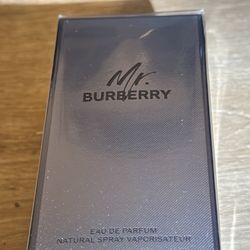 Mr.
BURBERRY
EAU DE PARFUM
NATURAL SPRAY VAPORISATEUR